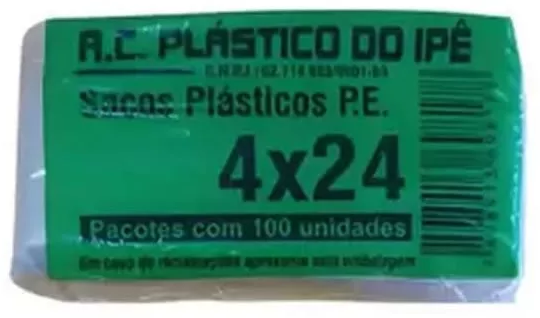 A.C. PLÁSTICO DO IPÊ
Sacos Plásticos P.E.
4x24
Pacotes com 100 unidades
Em caso de reclamações apresente esta embalagem